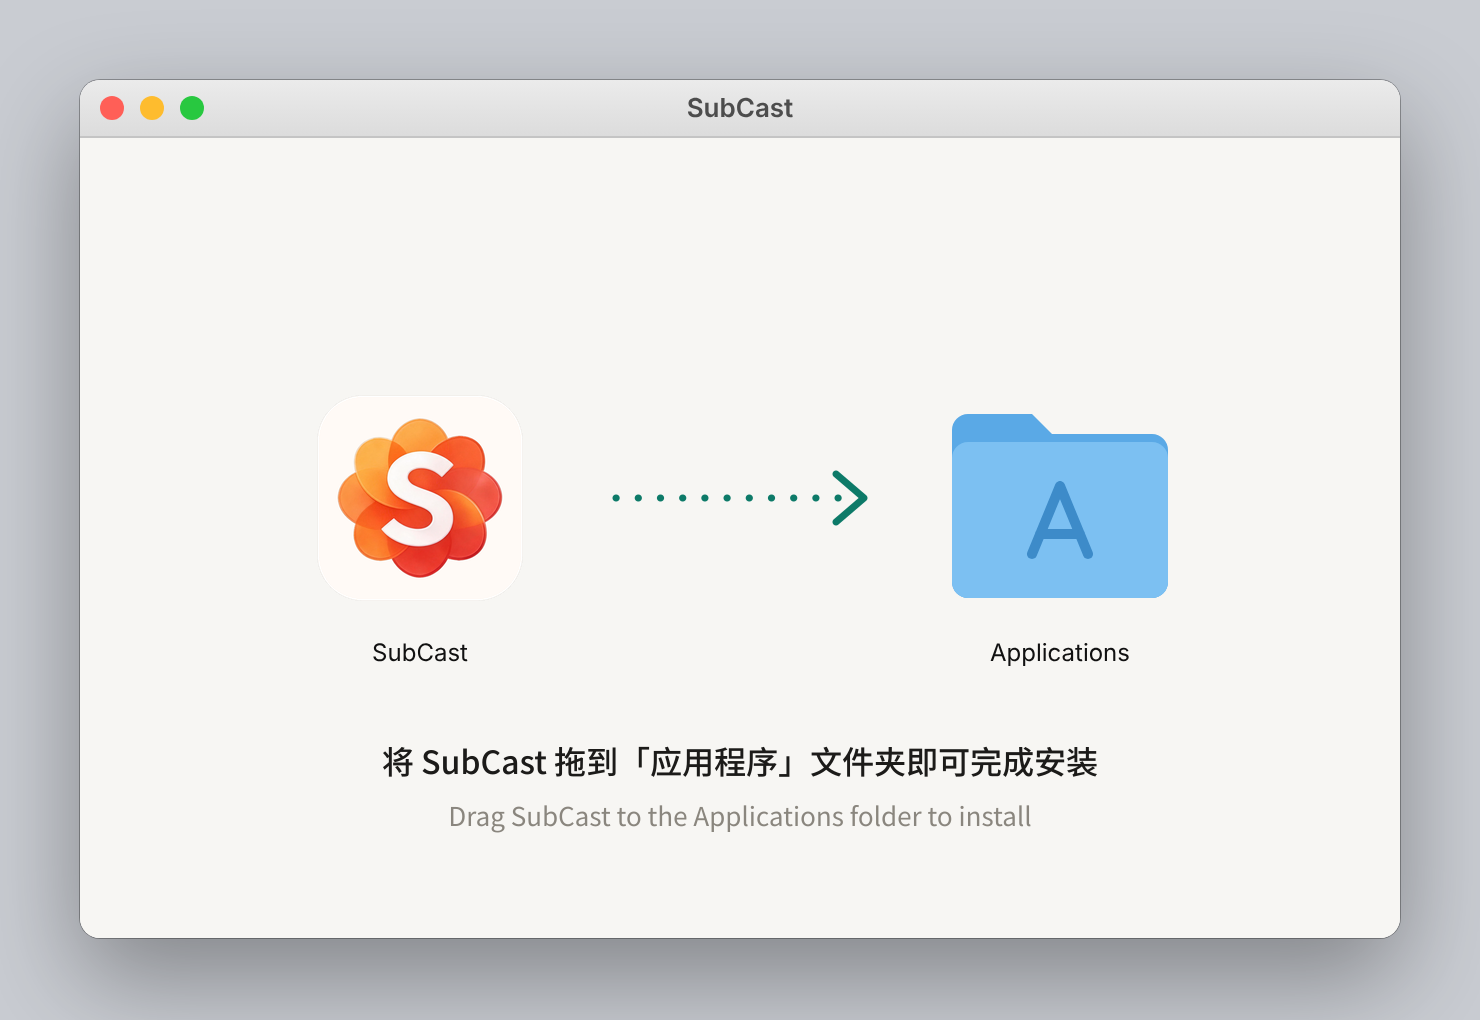 SubCast
S
A
SubCast
Applications
将 SubCast 拖到「应用程序」文件夹即可完成安装
Drag SubCast to the Applications folder to install